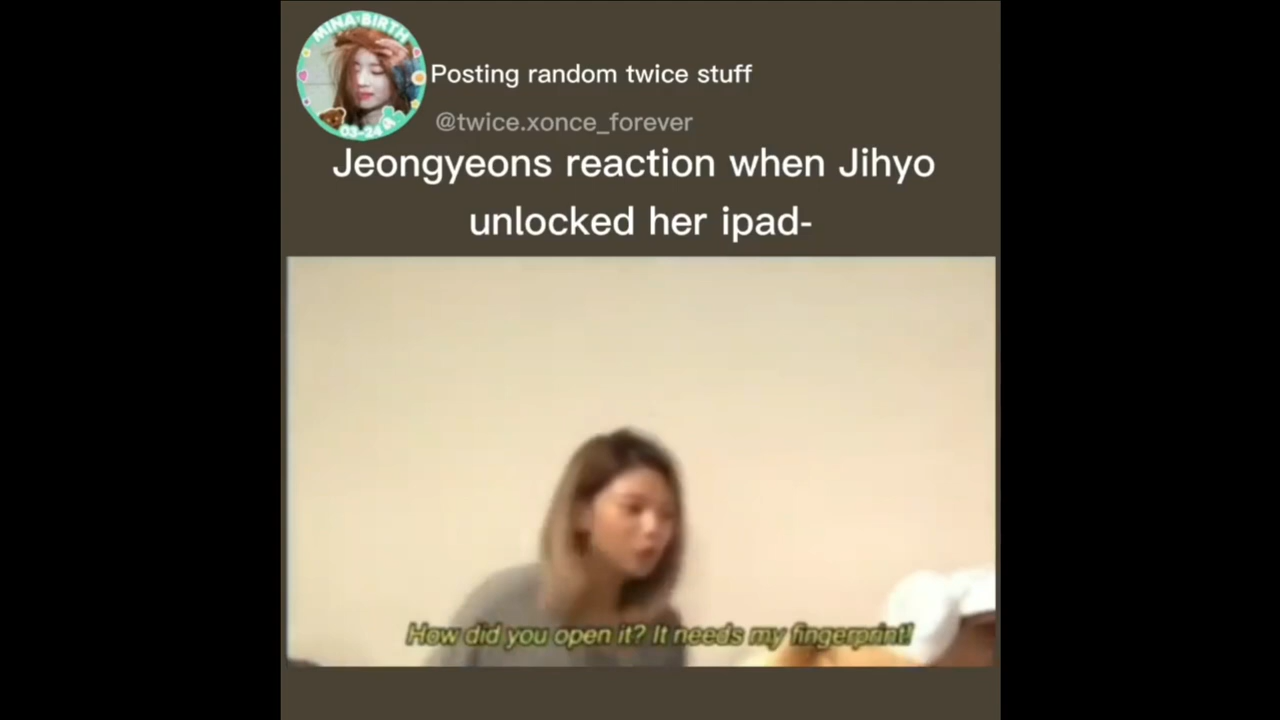 MINA BIRTH
03-24
Posting random twice stuff
@twice.xonce_forever
Jeongyeons reaction when Jihyo
unlocked her ipad-
How did you open it? It needs my fingerprint!